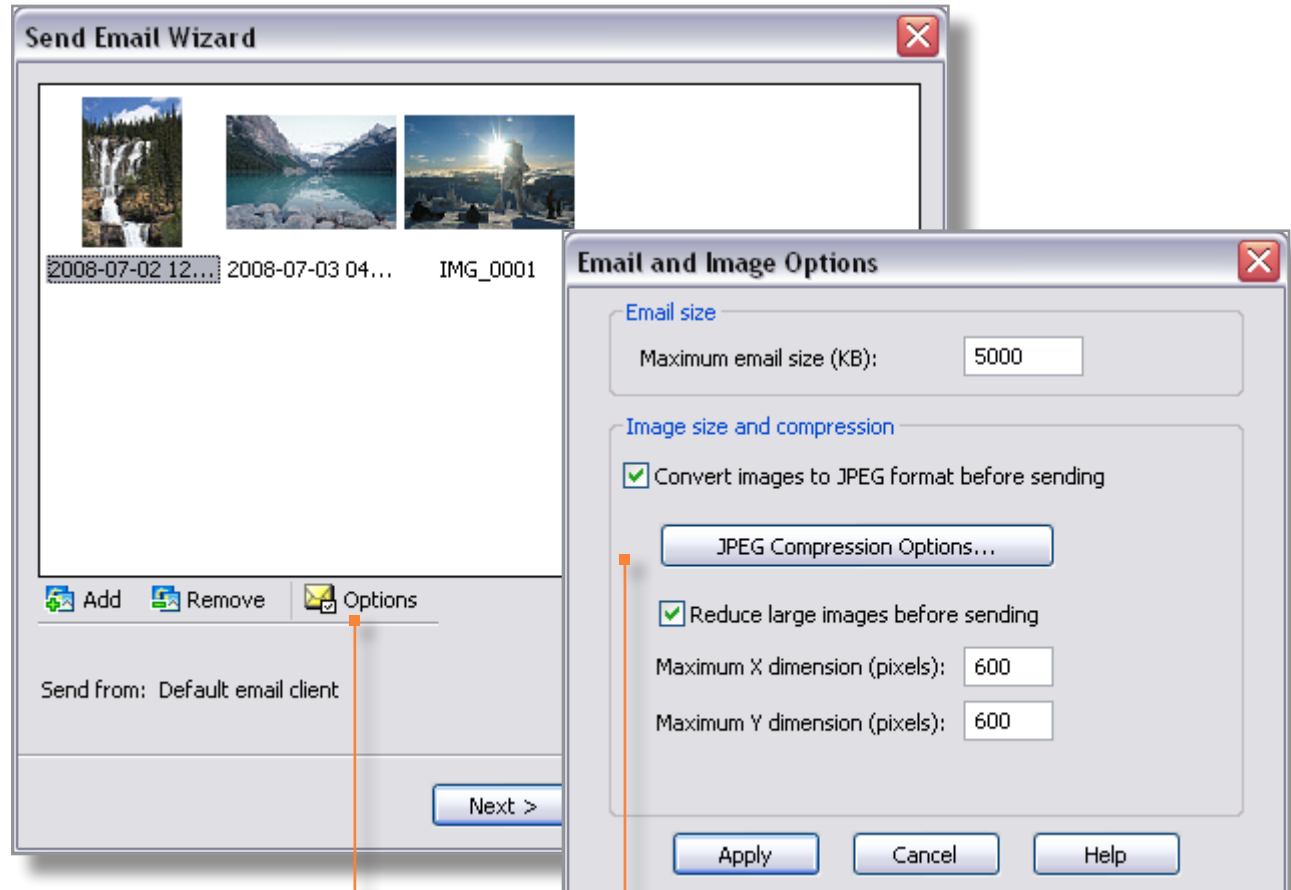 Send Email Wizard
2008-07-02 12...
2008-07-03 04...
IMG_0001
Add
Remove
Options
Send from: Default email client
Next >
Email and Image Options
Email size
Maximum email size (KB): 5000
Image size and compression
Convert images to JPEG format before sending
JPEG Compression Options...
Reduce large images before sending
Maximum X dimension (pixels): 600
Maximum Y dimension (pixels): 600
Apply
Cancel
Help